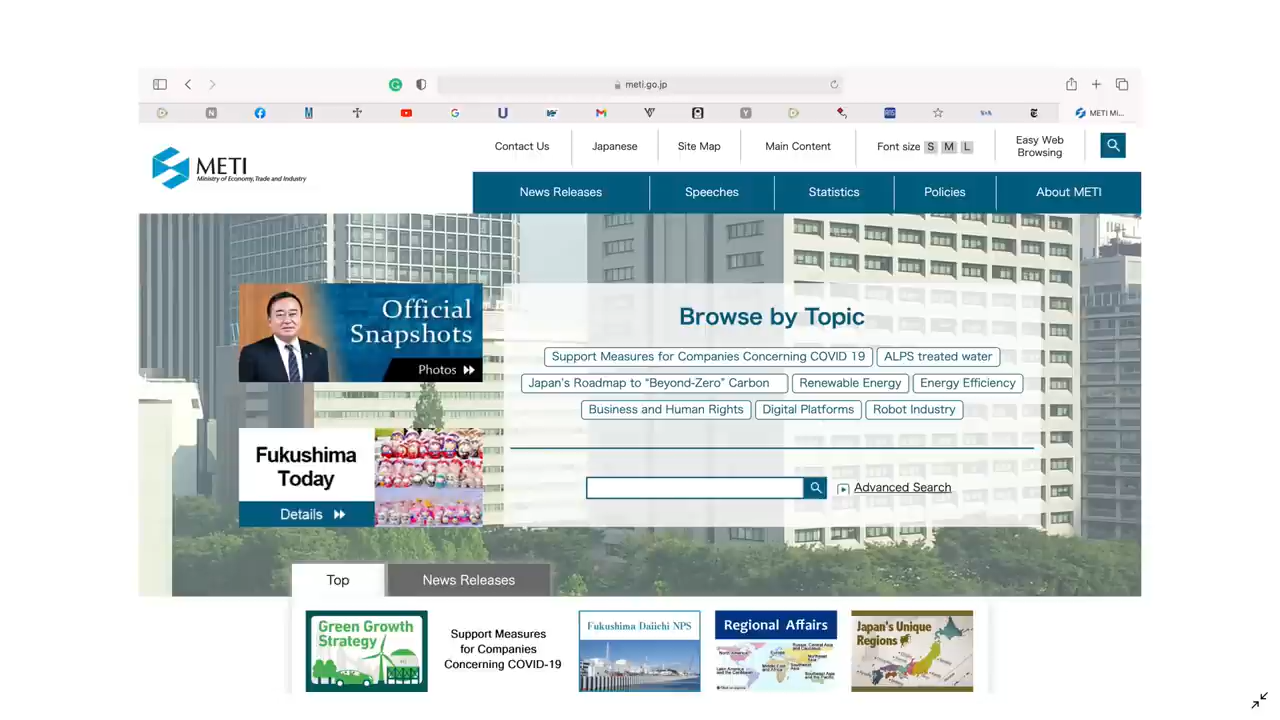 meti.go.jp
METI Mi...
METI
Ministry of Economy, Trade and Industry
Contact Us
Japanese
Site Map
Main Content
Font size S M L
Easy Web
Browsing
News Releases
Speeches
Statistics
Policies
About METI
Official
Snapshots
Photos
Browse by Topic
Support Measures for Companies Concerning COVID 19
ALPS treated water
Japan's Roadmap to "Beyond-Zero" Carbon
Renewable Energy
Energy Efficiency
Business and Human Rights
Digital Platforms
Robot Industry
Fukushima
Today
Details
Advanced Search
Top
News Releases
Green Growth
Strategy
Support Measures
for Companies
Concerning COVID-19
Fukushima Daiichi NPS
Regional Affairs
Japan's Unique
Regions